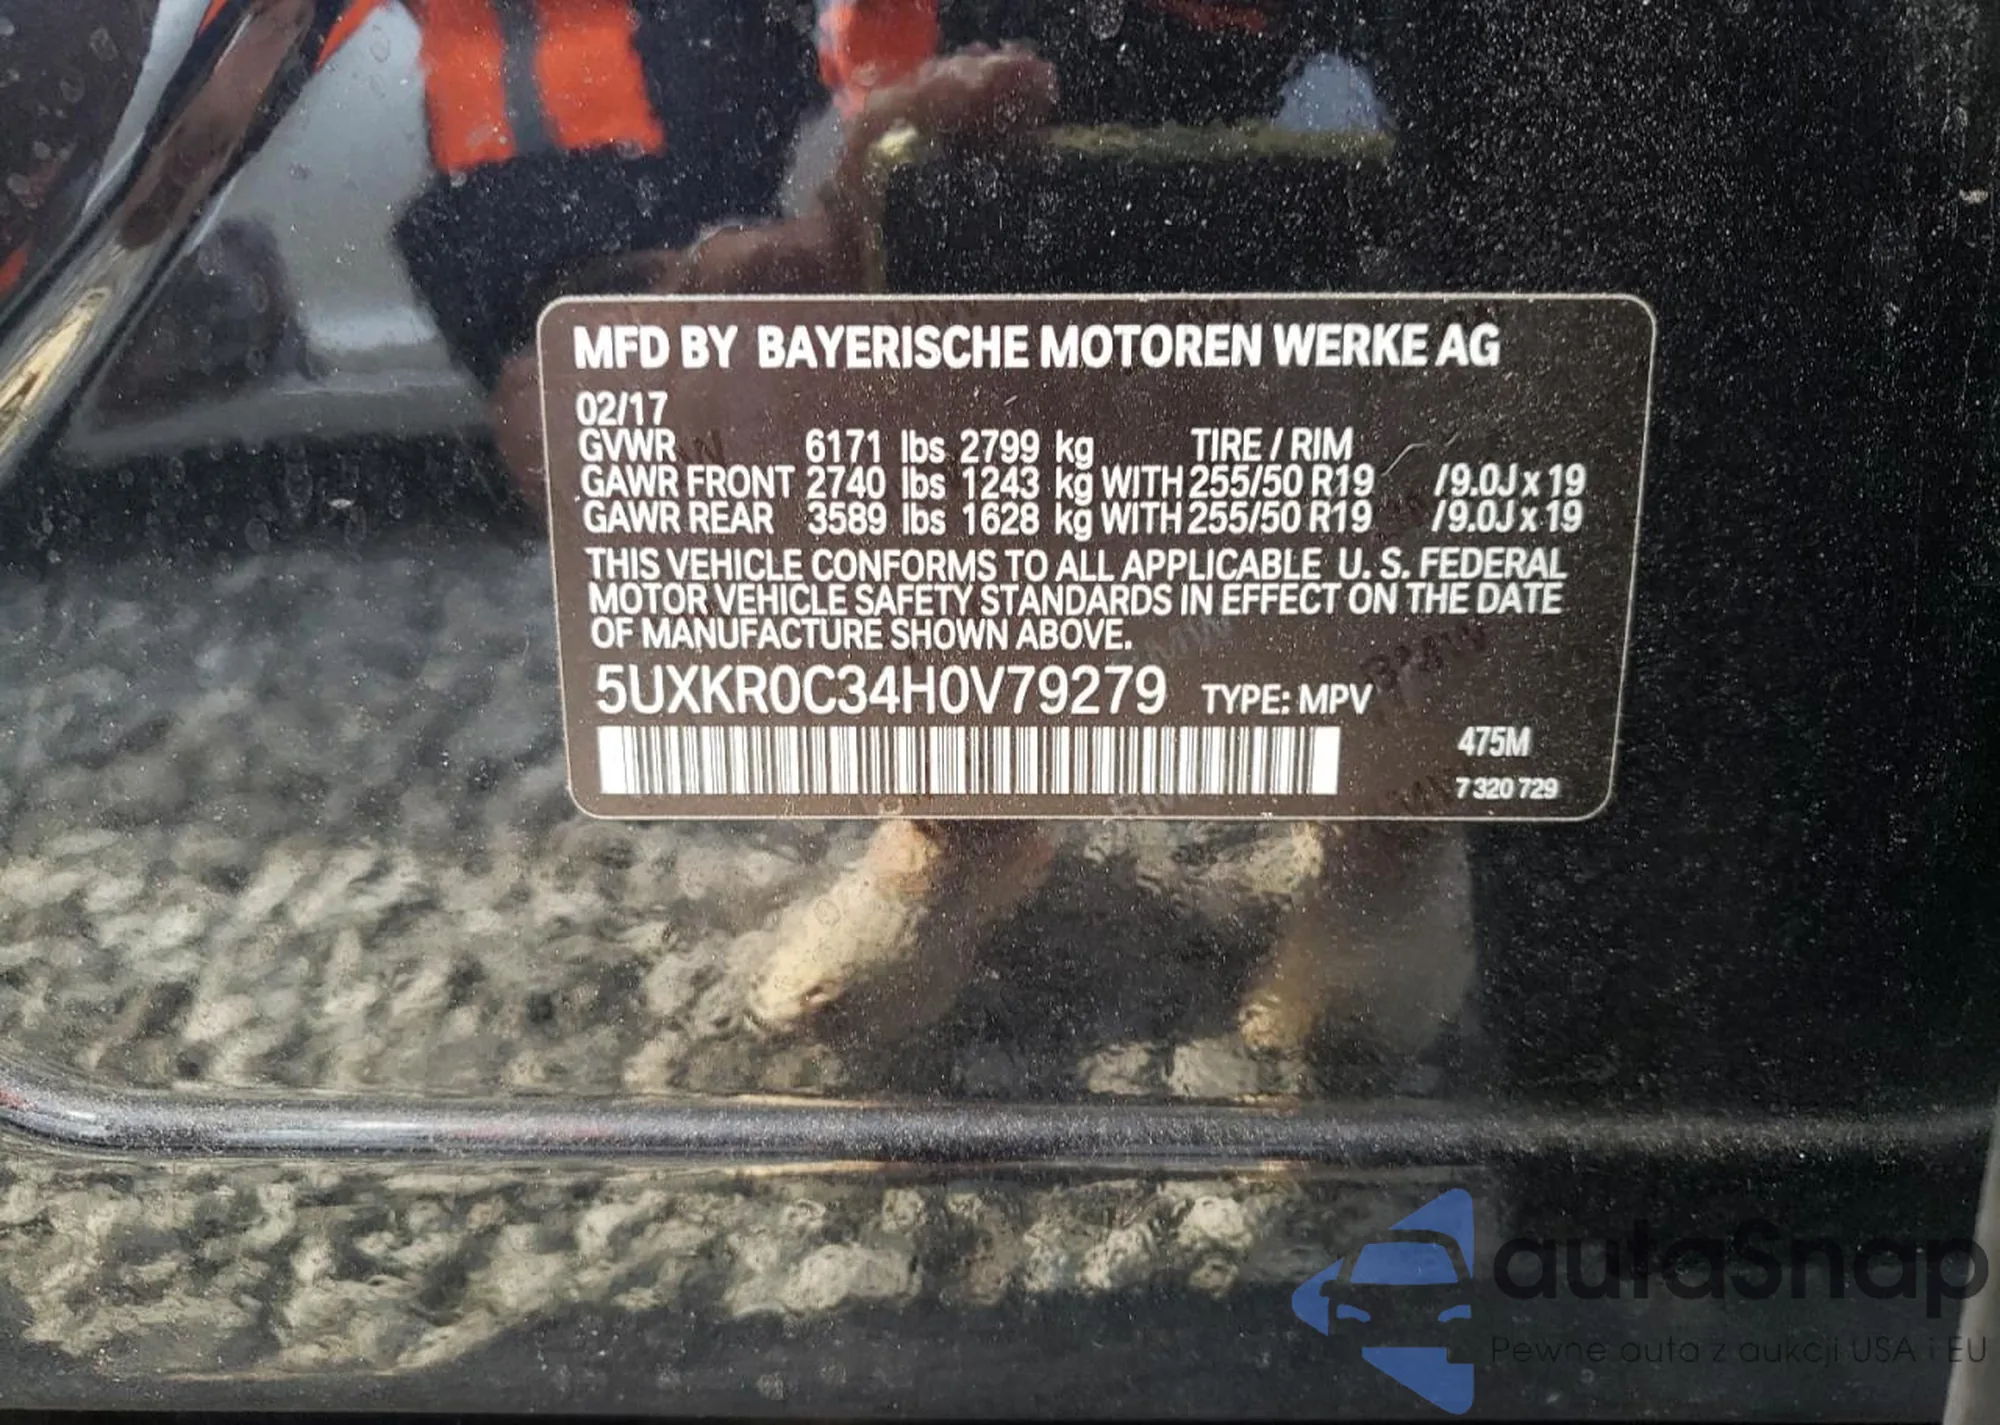 MFD BY BAYERISCHE MOTOREN WERKE AG
02/17
GVWR 6171 lbs 2799 kg TIRE / RIM
GAWR FRONT 2740 lbs 1243 kg WITH 255/50 R19 /9.0J x 19
GAWR REAR 3589 lbs 1628 kg WITH 255/50 R19 /9.0J x 19
THIS VEHICLE CONFORMS TO ALL APPLICABLE U. S. FEDERAL
MOTOR VEHICLE SAFETY STANDARDS IN EFFECT ON THE DATE
OF MANUFACTURE SHOWN ABOVE.
5UXKR0C34H0V79279 TYPE: MPV
475M
7 320 729
autaSnap
Pewne auta z aukcji USA i EU